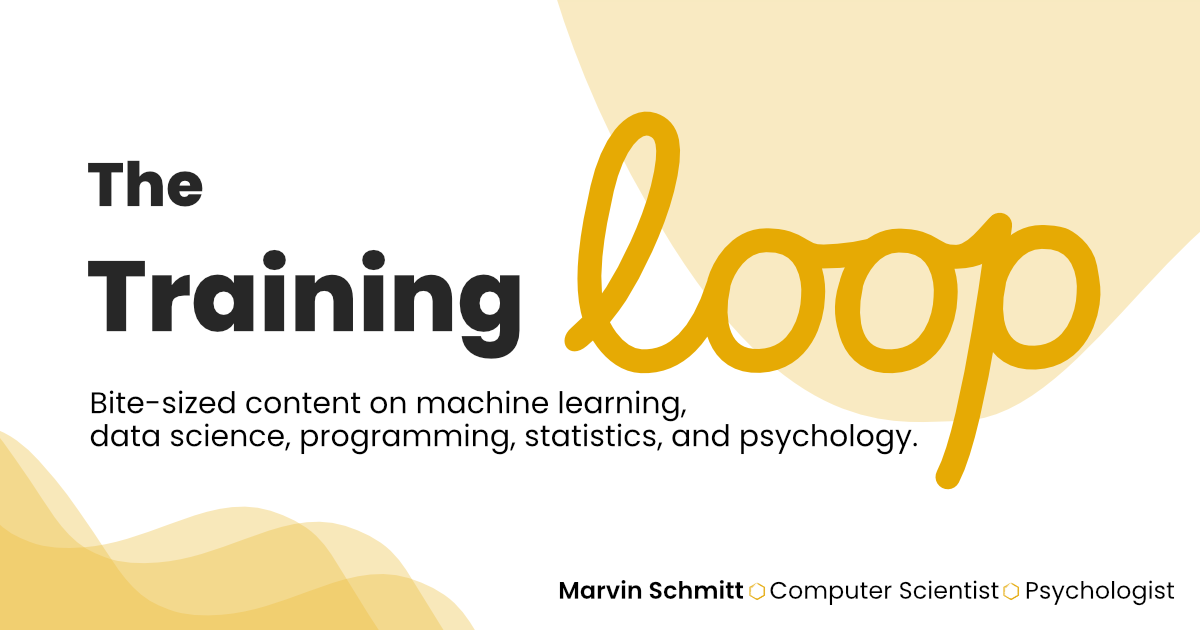 The
Training loop
Bite-sized content on machine learning,
data science, programming, statistics, and psychology.
Marvin Schmitt Computer Scientist Psychologist